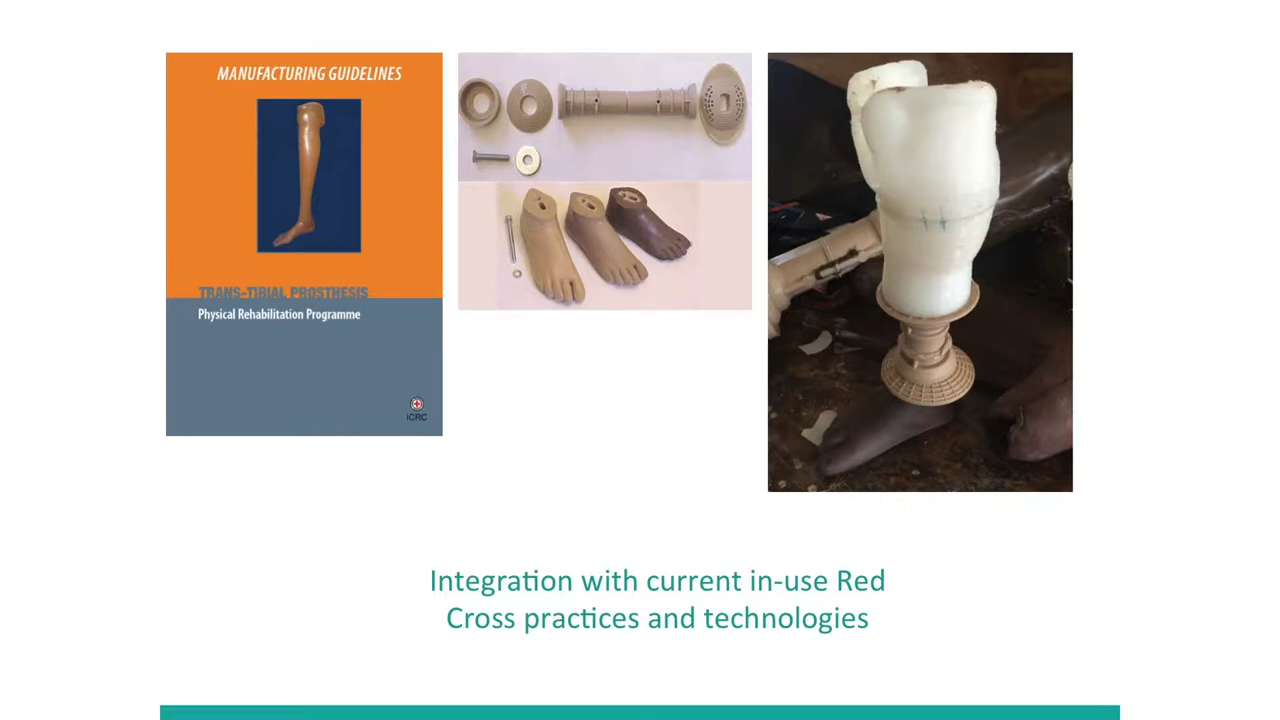 MANUFACTURING GUIDELINES
TRANS-TIBIAL PROSTHESIS
Physical Rehabilitation Programme
ICRC
Integration with current in-use Red
Cross practices and technologies